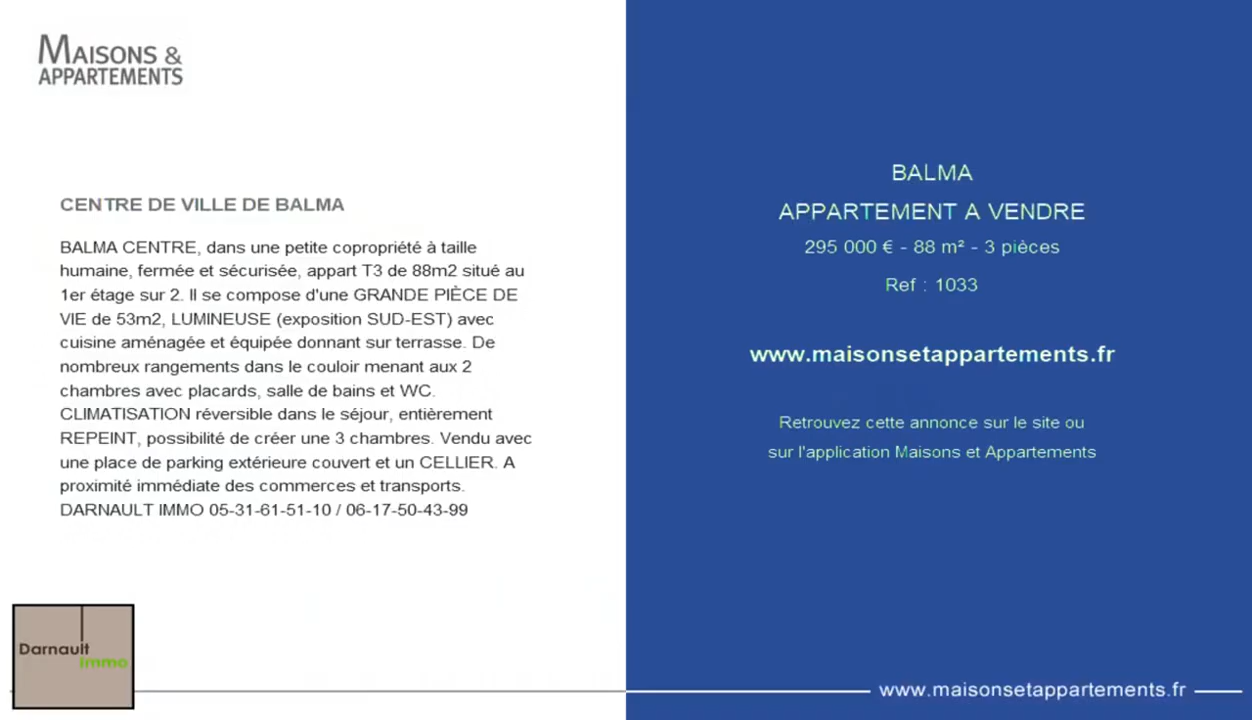 MAISONS &
APPARTEMENTS
CENTRE DE VILLE DE BALMA
BALMA CENTRE, dans une petite copropriété à taille
humaine, fermée et sécurisée, appart T3 de 88m2 situé au
1er étage sur 2. Il se compose d'une GRANDE PIÈCE DE
VIE de 53m2, LUMINEUSE (exposition SUD-EST) avec
cuisine aménagée et équipée donnant sur terrasse. De
nombreux rangements dans le couloir menant aux 2
chambres avec placards, salle de bains et WC.
CLIMATISATION réversible dans le séjour, entièrement
REPEINT, possibilité de créer une 3 chambres. Vendu avec
une place de parking extérieure couvert et un CELLIER. A
proximité immédiate des commerces et transports.
DARNAULT IMMO 05-31-61-51-10 / 06-17-50-43-99
Darnault
immo
BALMA
APPARTEMENT A VENDRE
295 000 € - 88 m² - 3 pièces
Ref : 1033
www.maisonsetappartements.fr
Retrouvez cette annonce sur le site ou
sur l'application Maisons et Appartements
www.maisonsetappartements.fr